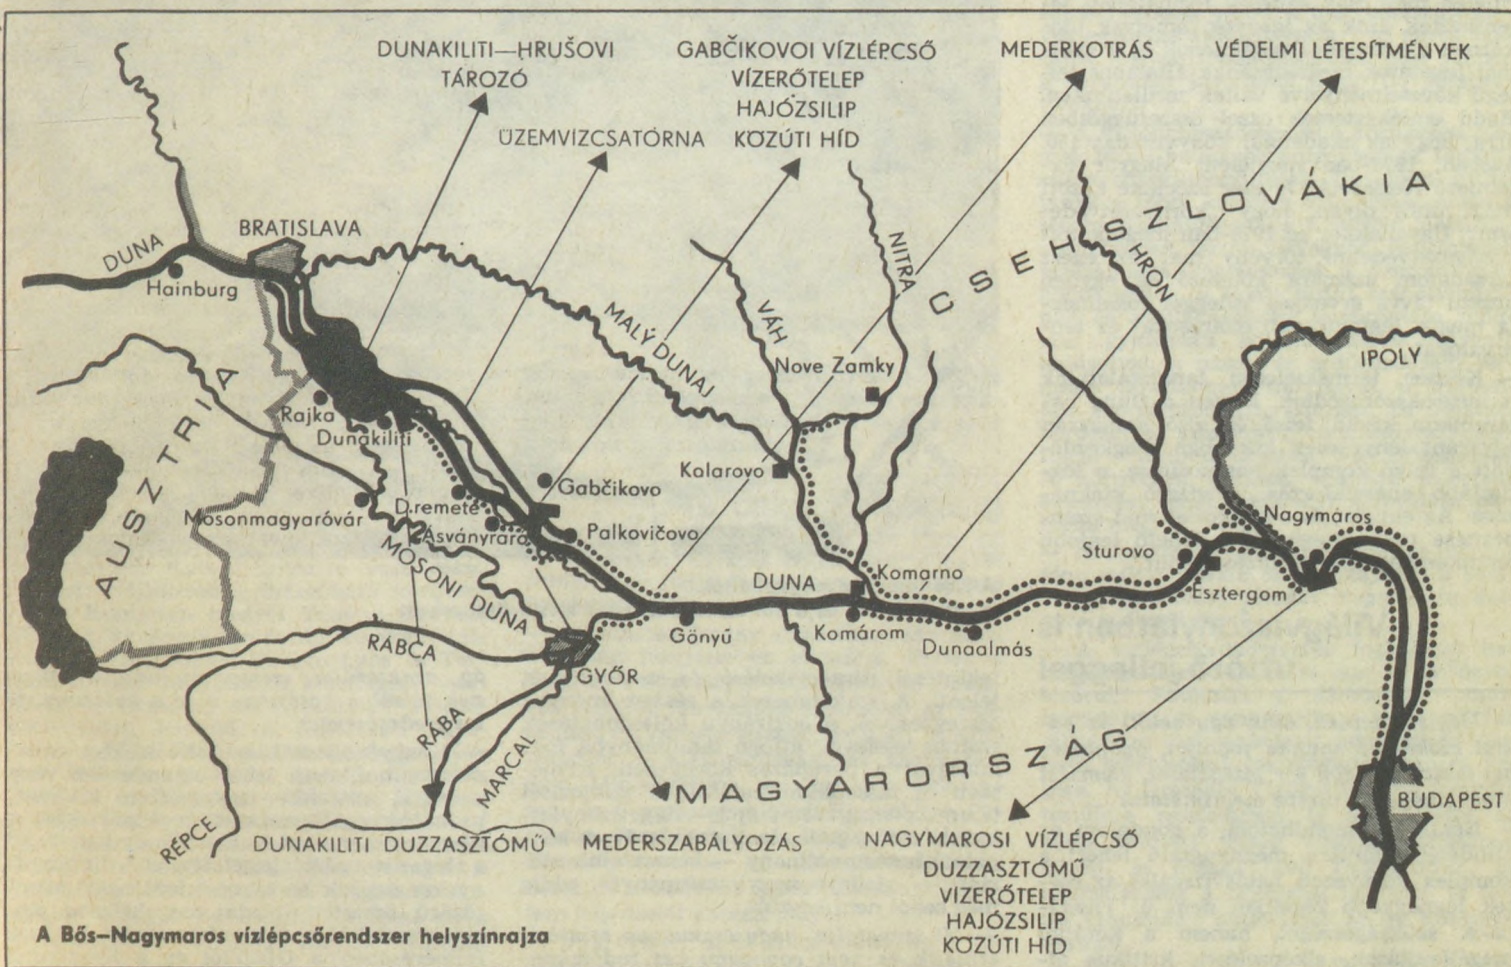 DUNAKILITI—HRUŠOVI
TÁROZÓ
ÜZEMVIZCSATÓRNA
GABČIKOVOI VÍZLÉPCSŐ
VÍZERŐTELEP
HAJÓZSILIP
KÖZÚTI HÍD
MEDERKOTRÁS
VÉDELMI LÉTESÍTMÉNYEK
CSEHSZLOVÁKIA
BRATISLAVA
DUNA
Hainburg
MALÝ DUNAJ
VÁH
NITRA
HRON
IPOLY
Nove Zamky
AUSZTRIA
Rajka
Dunakiliti
Kolarovo
Mosonmagyaróvár
D.remete
Gabčikovo
Ásványráró
Palkovičovo
MOSONI DUNA
Nagymaros
Sturovo
Esztergom
DUNA
Komarno
Gönyű
Komárom
Dunaalmás
RÁBCA
GYŐR
RÁBA
MARCAL
RÉPCE
MAGYARORSZÁG
BUDAPEST
DUNAKILITI DUZZASZTÓMŰ
MEDERSZABÁLYOZÁS
NAGYMAROSI VÍZLÉPCSŐ
DUZZASZTÓMŰ
VIZERŐTELEP
HAJÓZSILIP
KÖZÚTI HÍD
A Bős–Nagymaros vízlépcsőrendszer helyszínrajza